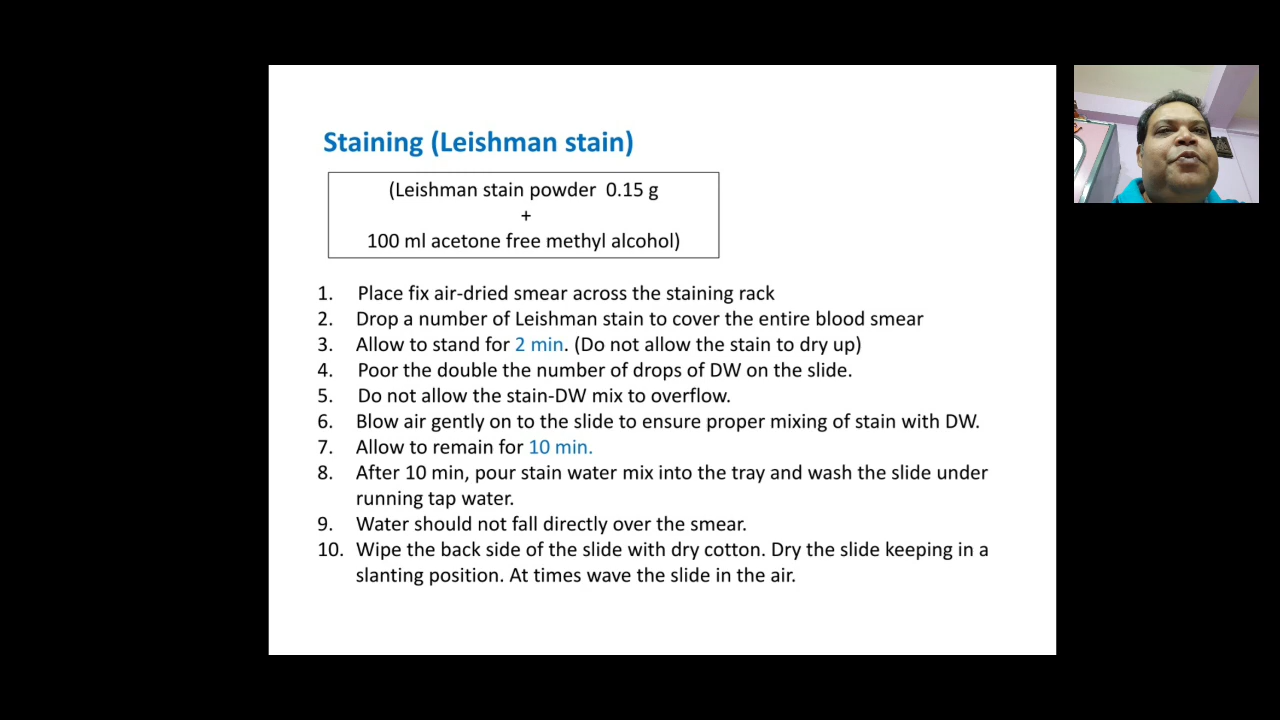 Staining (Leishman stain)
(Leishman stain powder 0.15 g
+
100 ml acetone free methyl alcohol)
1. Place fix air-dried smear across the staining rack
2. Drop a number of Leishman stain to cover the entire blood smear
3. Allow to stand for 2 min. (Do not allow the stain to dry up)
4. Poor the double the number of drops of DW on the slide.
5. Do not allow the stain-DW mix to overflow.
6. Blow air gently on to the slide to ensure proper mixing of stain with DW.
7. Allow to remain for 10 min.
8. After 10 min, pour stain water mix into the tray and wash the slide under
running tap water.
9. Water should not fall directly over the smear.
10. Wipe the back side of the slide with dry cotton. Dry the slide keeping in a
slanting position. At times wave the slide in the air.